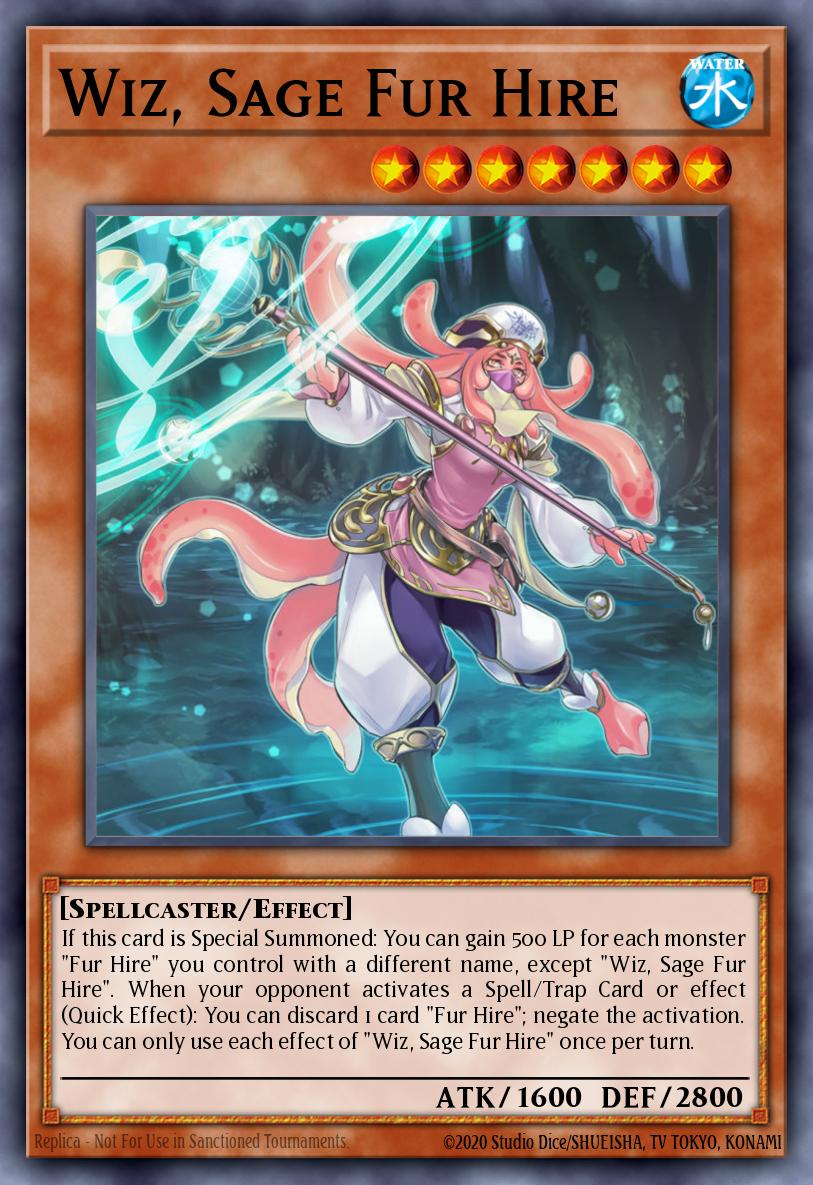 Wiz, Sage Fur Hire
WATER
水
[Spellcaster/Effect]
If this card is Special Summoned: You can gain 500 LP for each monster
"Fur Hire" you control with a different name, except "Wiz, Sage Fur
Hire". When your opponent activates a Spell/Trap Card or effect
(Quick Effect): You can discard 1 card "Fur Hire"; negate the activation.
You can only use each effect of "Wiz, Sage Fur Hire" once per turn.
ATK/1600 DEF/2800
Replica - Not For Use in Sanctioned Tournaments.
©2020 Studio Dice/SHUEISHA, TV TOKYO, KONAMI